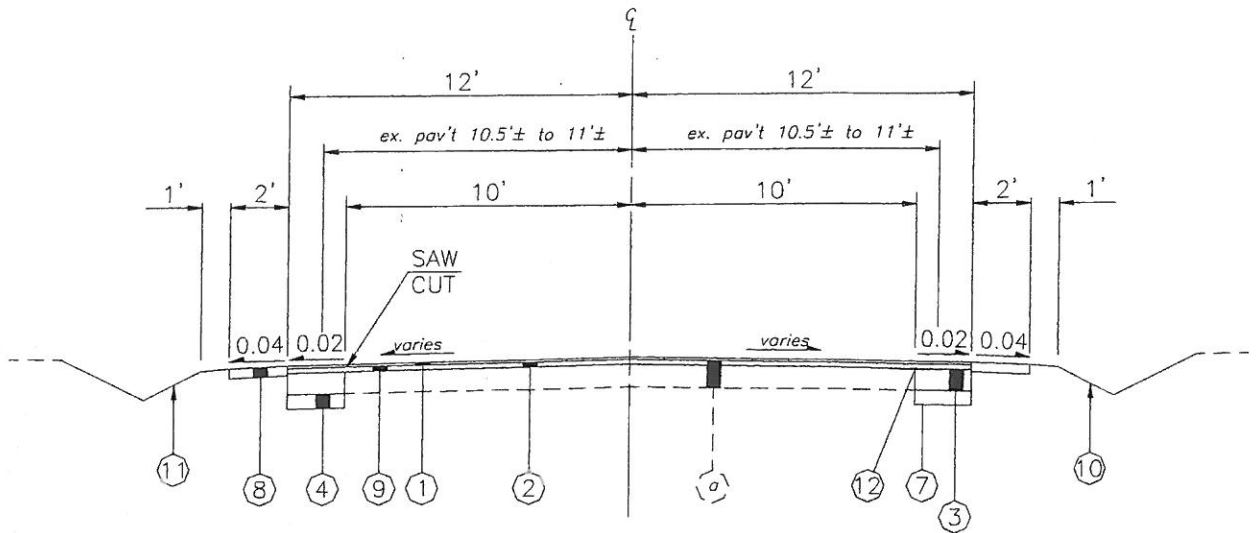 ℄
12' 12'
ex. pav't 10.5'± to 11'± ex. pav't 10.5'± to 11'±
1' 2' 10' 10' 2' 1'
SAW
CUT
0.04 0.02 varies varies 0.02 0.04
11 8 4 9 1 2 a 12 7 3 10